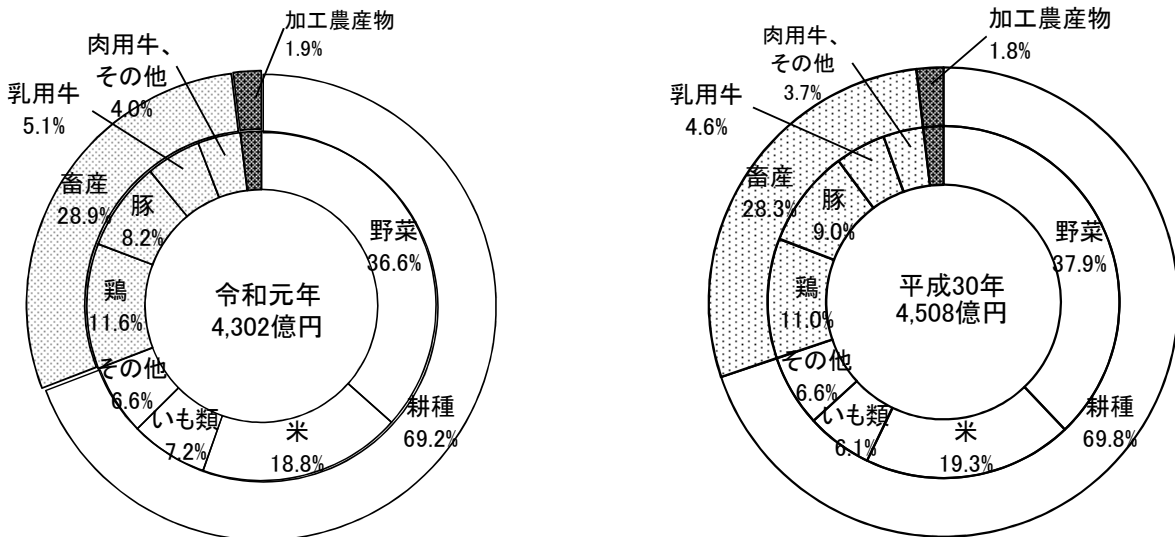 加工農産物
1.9%
肉用牛、
その他
4.0%
乳用牛
5.1%
畜産
28.9%
豚
8.2%
鶏
11.6%
その他
6.6%
いも類
7.2%
米
18.8%
野菜
36.6%
耕種
69.2%
令和元年
4,302億円
加工農産物
1.8%
肉用牛、
その他
3.7%
乳用牛
4.6%
畜産
28.3%
豚
9.0%
鶏
11.0%
その他
6.6%
いも類
6.1%
米
19.3%
野菜
37.9%
耕種
69.8%
平成30年
4,508億円